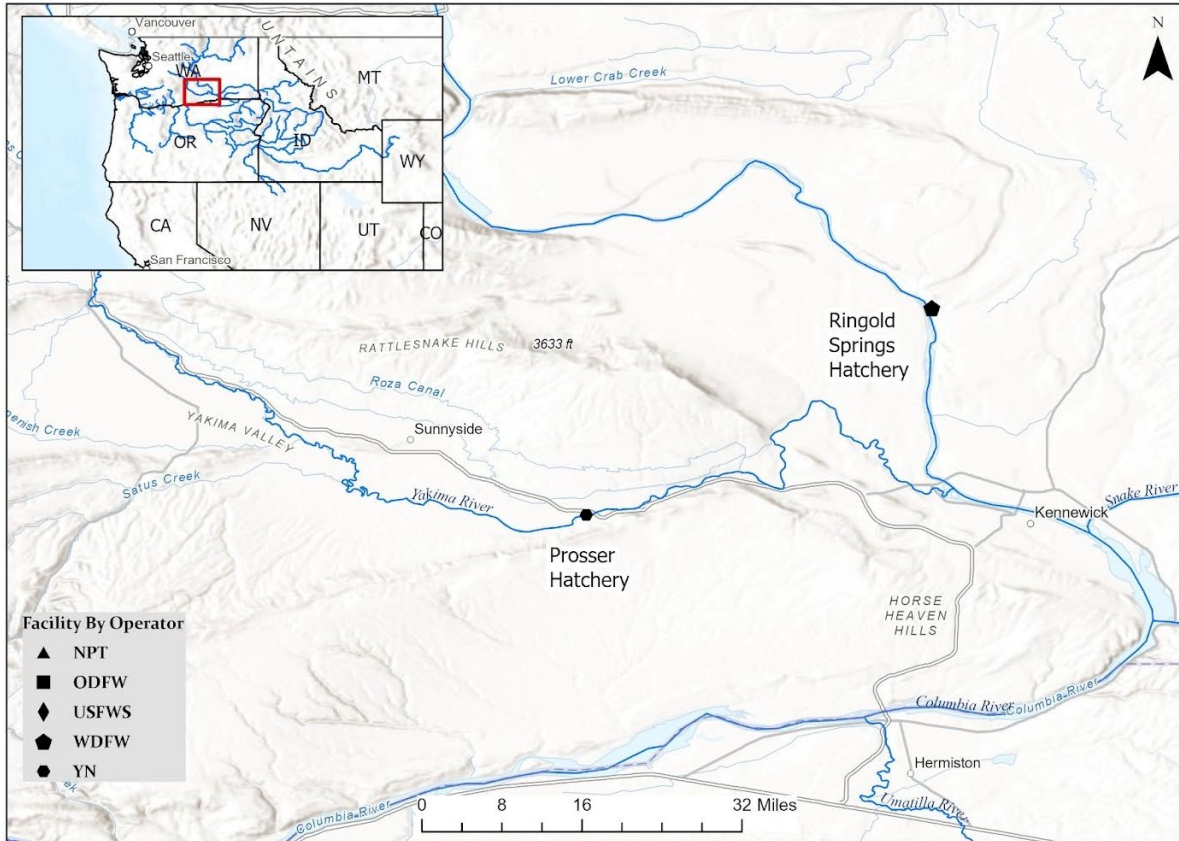 Vancouver
Seattle
WA
UNTAINS
MT
OR
ID
WY
CA
NV
UT
CO
San Francisco
N
Lower Crab Creek
Ringold
Springs
Hatchery
RATTLESNAKE HILLS
3633 ft
Roza Canal
Sunnyside
YAKIMA VALLEY
enish Creek
Satus Creek
Yakima River
Prosser
Hatchery
Snake River
Kennewick
HORSE
HEAVEN
HILLS
Columbia River
Columbia River
Columbia River
Hermiston
Umatilla River
Facility By Operator
NPT
ODFW
USFWS
WDFW
YN
0 8 16 32 Miles